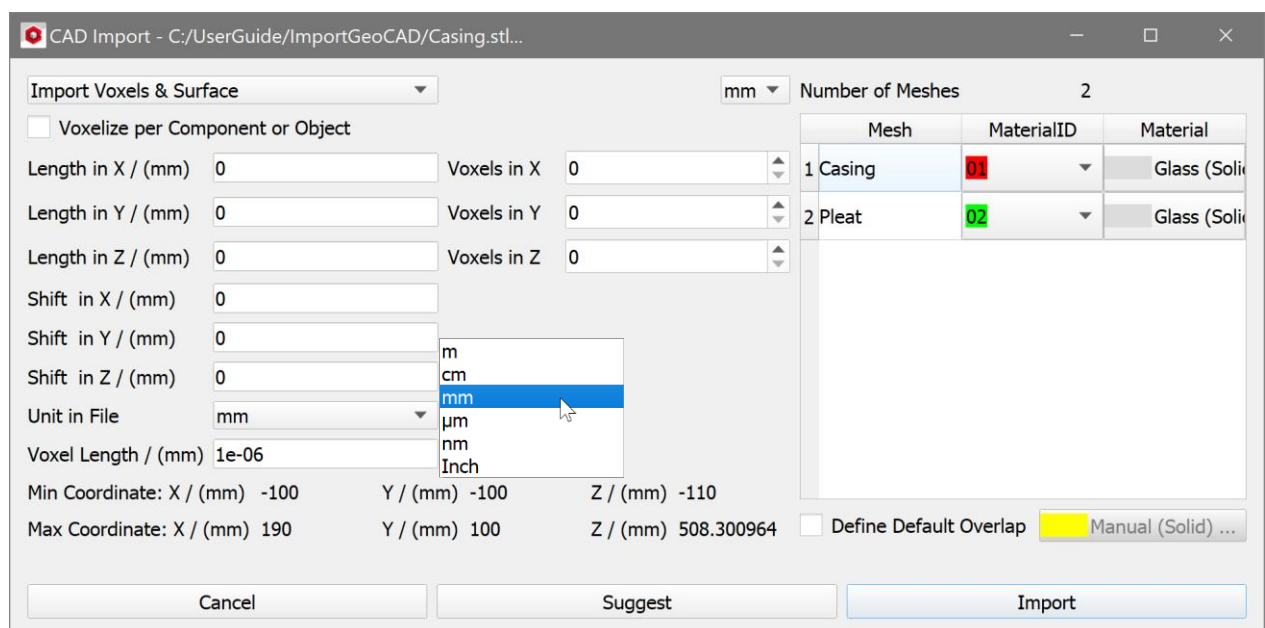 CAD Import - C:/UserGuide/ImportGeoCAD/Casing.stl...
Import Voxels & Surface
mm
Number of Meshes 2
Voxelize per Component or Object
Mesh MaterialID Material
Length in X / (mm) 0 Voxels in X 0
1 Casing 01 Glass (Soli
Length in Y / (mm) 0 Voxels in Y 0
2 Pleat 02 Glass (Soli
Length in Z / (mm) 0 Voxels in Z 0
Shift in X / (mm) 0
Shift in Y / (mm) 0
Shift in Z / (mm) 0
Unit in File mm
m
cm
mm
µm
nm
Inch
Voxel Length / (mm) 1e-06
Min Coordinate: X / (mm) -100 Y / (mm) -100 Z / (mm) -110
Max Coordinate: X / (mm) 190 Y / (mm) 100 Z / (mm) 508.300964
Define Default Overlap Manual (Solid) ...
Cancel Suggest Import